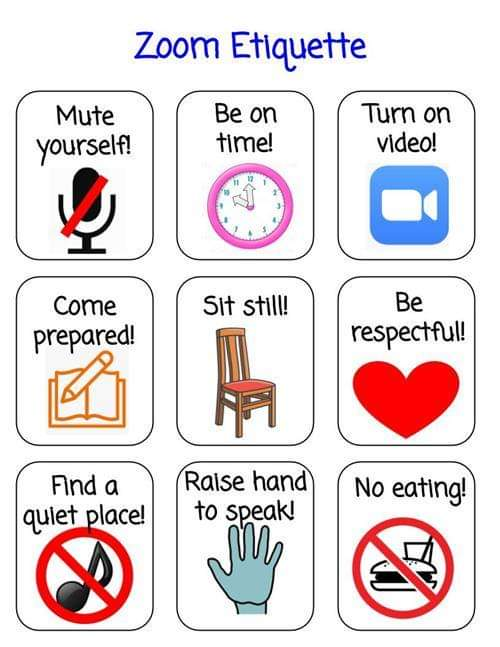 Zoom Etiquette
Mute
yourself!
Be on
time!
Turn on
video!
Come
prepared!
Sit still!
Be
respectful!
Find a
quiet place!
Raise hand
to speak!
No eating!